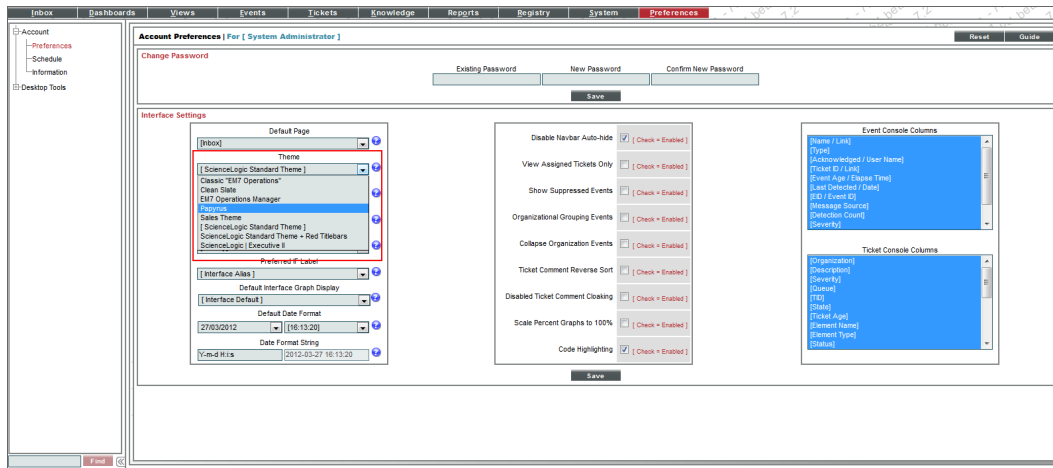 Inbox Dashboards Views Events Tickets Knowledge Reports Registry System Preferences
Account
Preferences
Schedule
Information
Desktop Tools
Find
Account Preferences | For [ System Administrator ]
Reset Guide
Change Password
Existing Password New Password Confirm New Password
Save
Interface Settings
Default Page
[Inbox]
Theme
[ ScienceLogic Standard Theme ]
Classic "EM7 Operations"
Clean Slate
EM7 Operations Manager
Papyrus
Sales Theme
[ ScienceLogic Standard Theme ]
ScienceLogic Standard Theme + Red Titlebars
ScienceLogic | Executive II
Preferred IF Label
[ Interface Alias ]
Default Interface Graph Display
[ Interface Default ]
Default Date Format
27/03/2012 [16:13:20]
Date Format String
Y-m-d H:i:s 2012-03-27 16:13:20
Disable Navbar Auto-hide [ Check = Enabled ]
View Assigned Tickets Only [ Check = Enabled ]
Show Suppressed Events [ Check = Enabled ]
Organizational Grouping Events [ Check = Enabled ]
Collapse Organization Events [ Check = Enabled ]
Ticket Comment Reverse Sort [ Check = Enabled ]
Disabled Ticket Comment Cloaking [ Check = Enabled ]
Scale Percent Graphs to 100% [ Check = Enabled ]
Code Highlighting [ Check = Enabled ]
Event Console Columns
[Name / Link]
[Type]
[Acknowledged / User Name]
[Ticket ID / Link]
[Event Age / Elapse Time]
[Last Detected / Date]
[EID / Event ID]
[Message Source]
[Detection Count]
[Severity]
Ticket Console Columns
[Organization]
[Description]
[Severity]
[Queue]
[TID]
[State]
[Ticket Age]
[Element Name]
[Element Type]
[Status]
Save